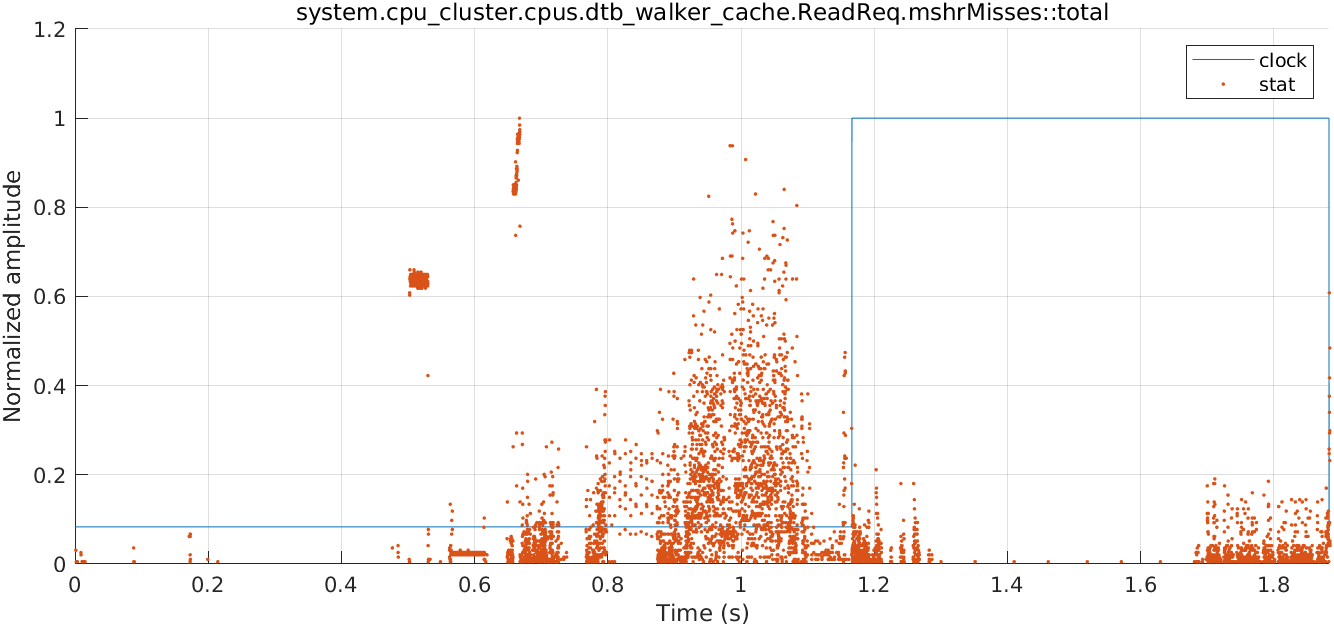 system.cpu_cluster.cpus.dtb_walker_cache.ReadReq.mshrMisses::total
Normalized amplitude
1.2
1
0.8
0.6
0.4
0.2
0
clock
stat
0 0.2 0.4 0.6 0.8 1 1.2 1.4 1.6 1.8
Time (s)